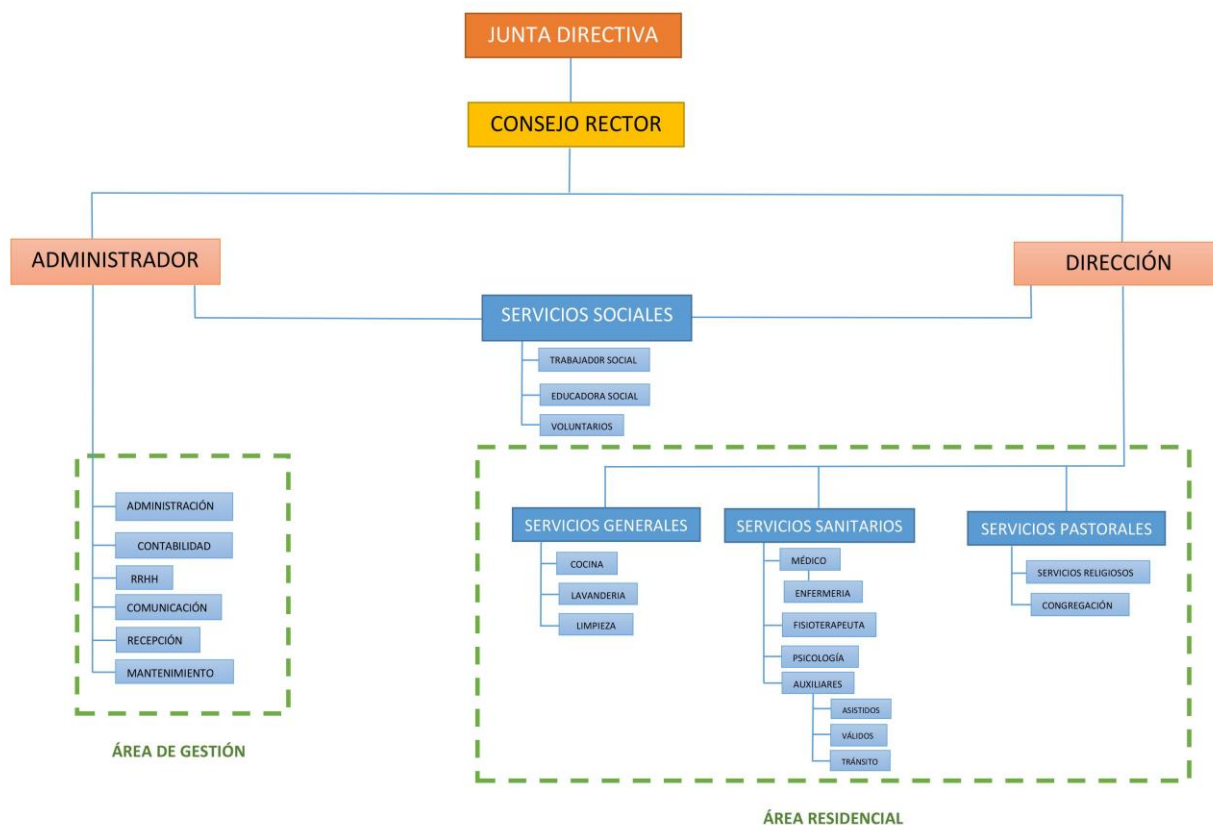 JUNTA DIRECTIVA
CONSEJO RECTOR
ADMINISTRADOR
DIRECCIÓN
SERVICIOS SOCIALES
TRABAJAD0R SOCIAL
EDUCADORA SOCIAL
VOLUNTARIOS
ADMINISTRACIÓN
CONTABILIDAD
RRHH
COMUNICACIÓN
RECEPCIÓN
MANTENIMIENTO
ÁREA DE GESTIÓN
SERVICIOS GENERALES
COCINA
LAVANDERIA
LIMPIEZA
SERVICIOS SANITARIOS
MÉDICO
ENFERMERIA
FISIOTERAPEUTA
PSICOLOGÍA
AUXILIARES
ASISTIDOS
VÁLIDOS
TRÁNSITO
SERVICIOS PASTORALES
SERVICIOS RELIGIOSOS
CONGREGACIÓN
ÁREA RESIDENCIAL